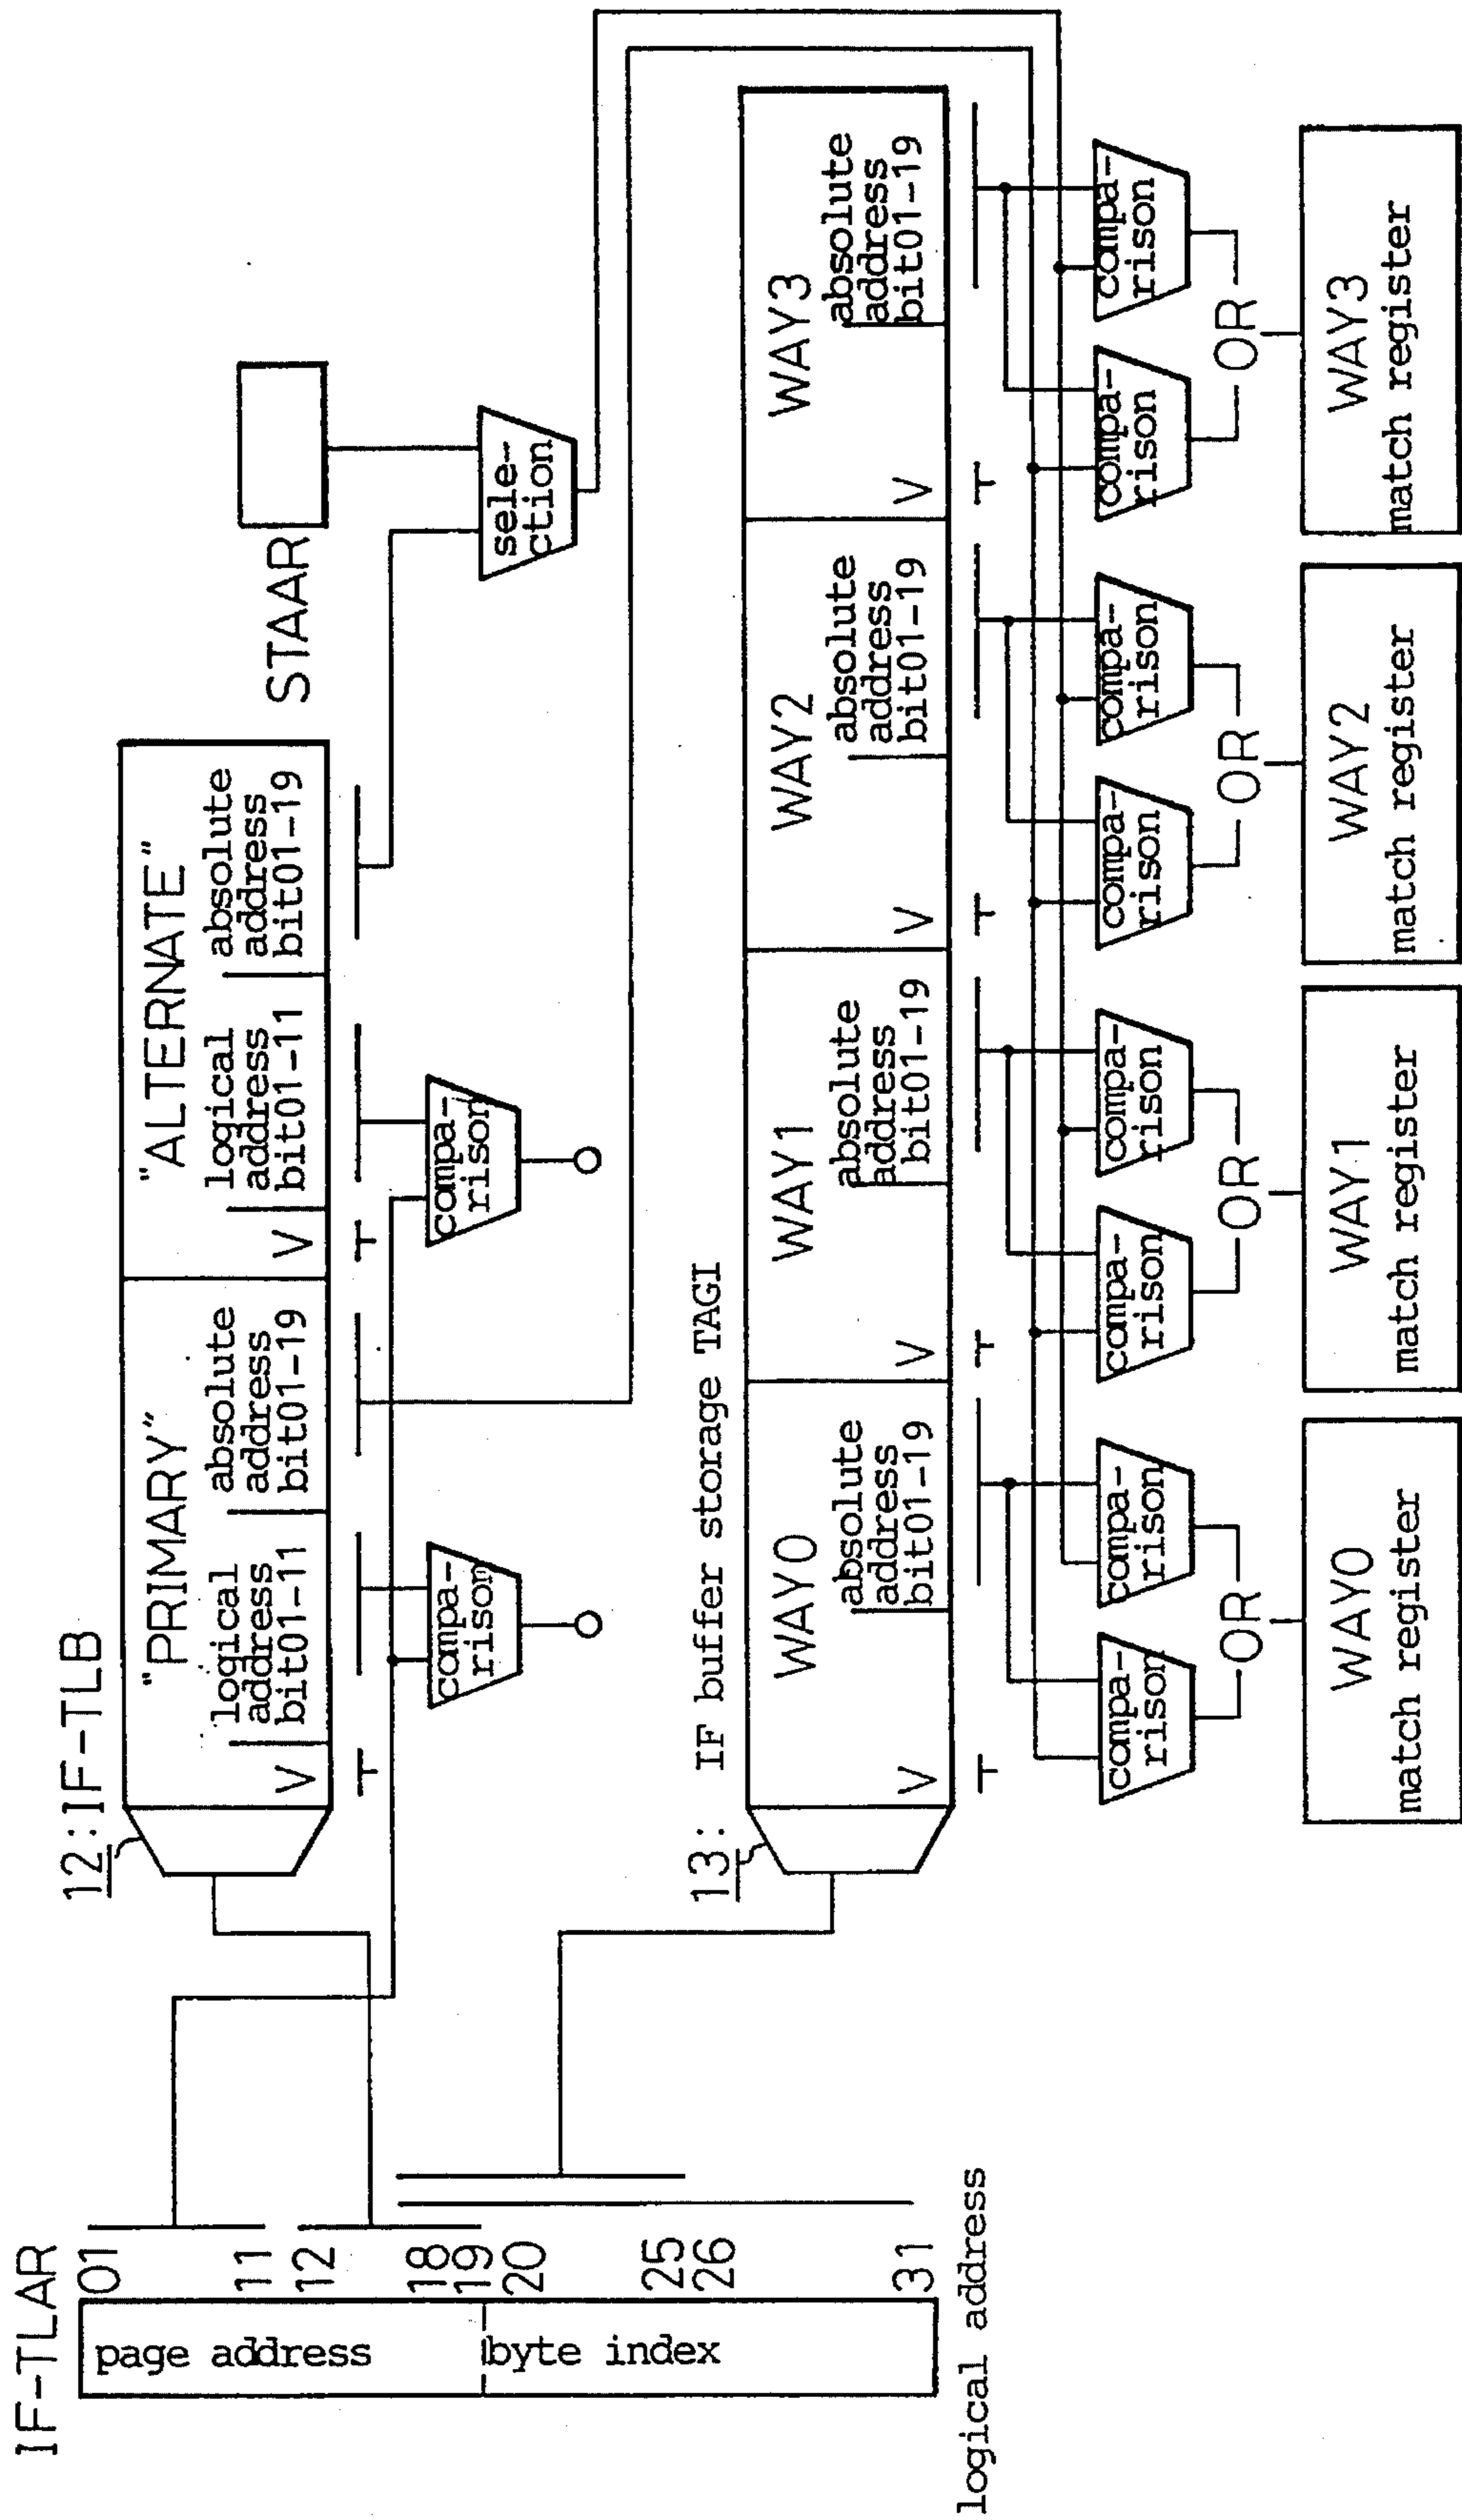 IF-TLAR
page address
byte index
01
11
12
18
19
20
25
26
31
logical address
12: IF-TLB
"PRIMARY"
V
logical
address
bit01-11
absolute
address
bit01-19
"ALTERNATE"
V
logical
address
bit01-11
absolute
address
bit01-19
STAAR
compa-
rison
compa-
rison
sele-
ction
13: IF buffer storage TAGI
WAY0
V
absolute
address
bit01-19
WAY1
V
absolute
address
bit01-19
WAY2
V
absolute
address
bit01-19
WAY3
V
absolute
address
bit01-19
compa-
rison
compa-
rison
compa-
rison
compa-
rison
compa-
rison
compa-
rison
compa-
rison
compa-
rison
OR
OR
OR
OR
WAY0
match register
WAY1
match register
WAY2
match register
WAY3
match register